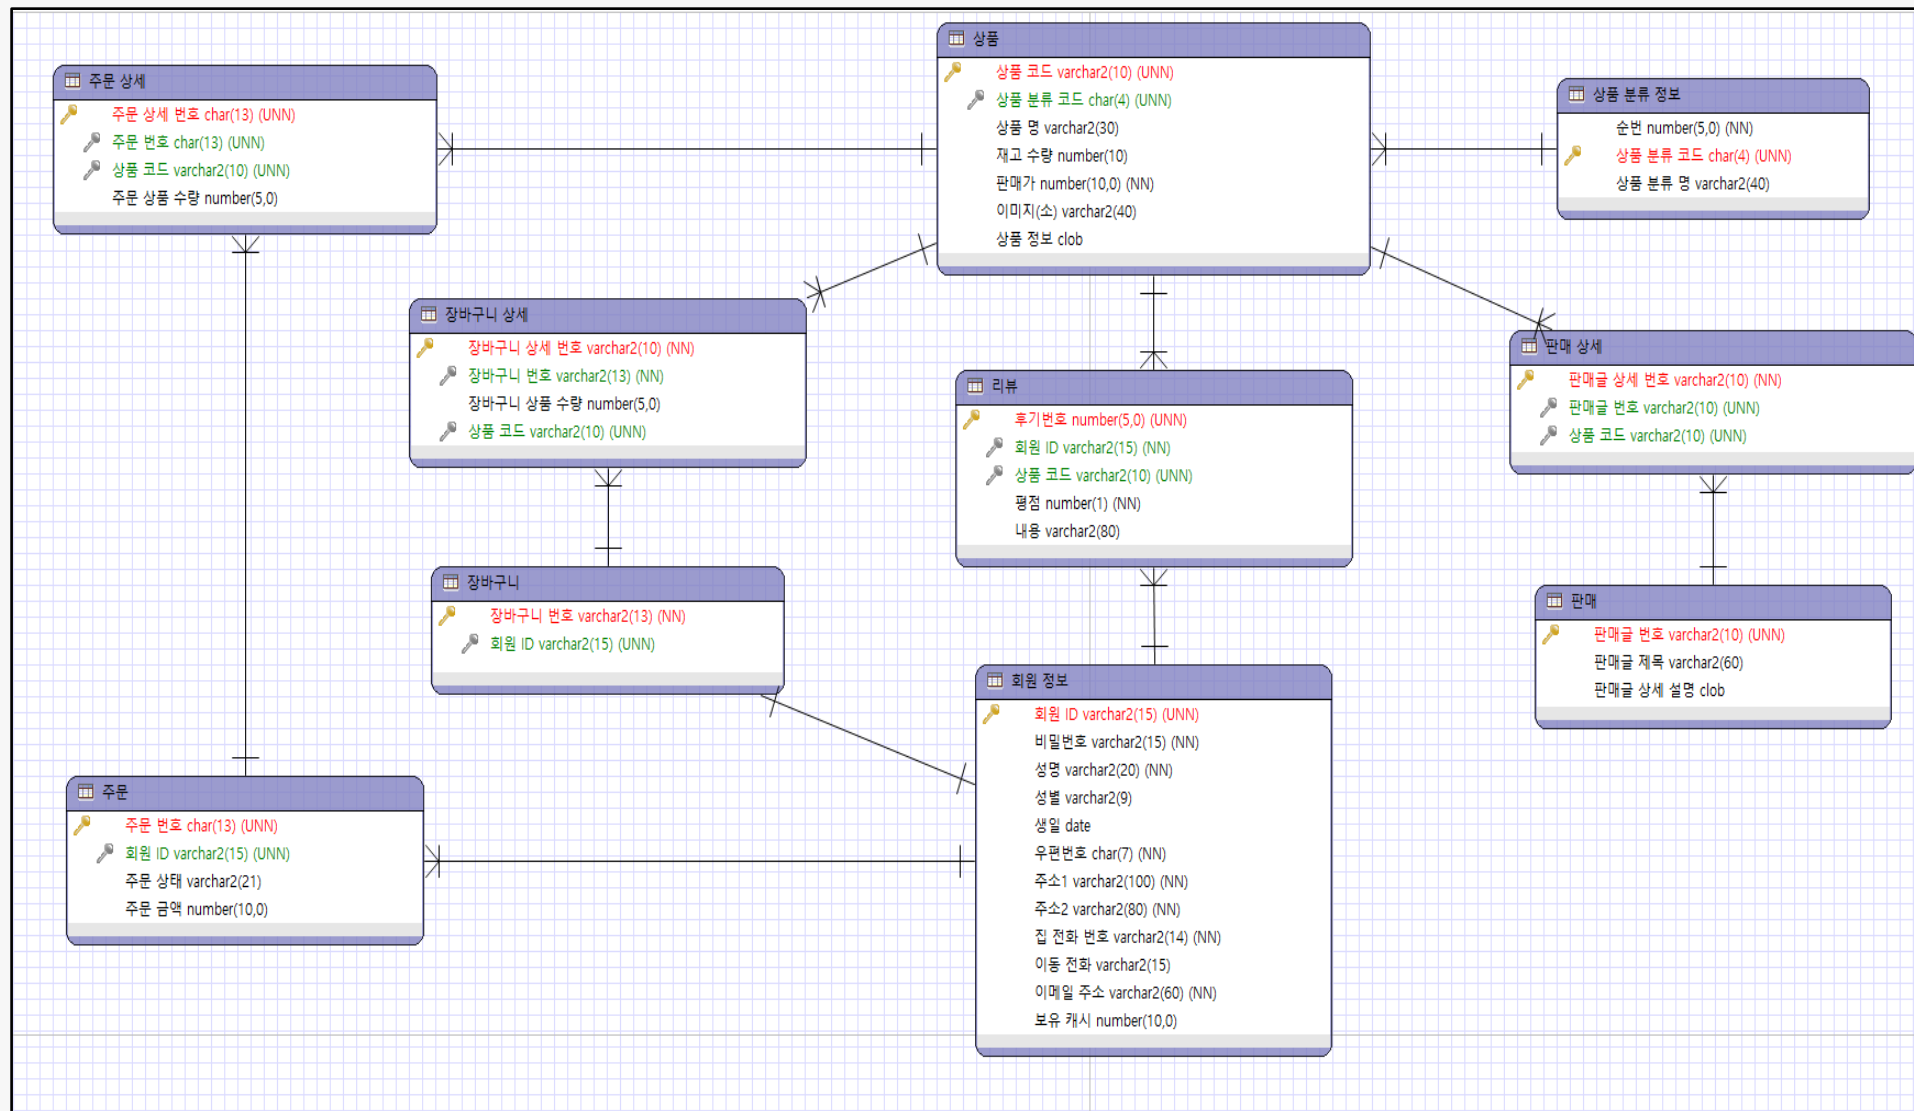 주문 상세
주문 상세 번호 char(13) (UNN)
주문 번호 char(13) (UNN)
상품 코드 varchar2(10) (UNN)
주문 상품 수량 number(5,0)
상품
상품 코드 varchar2(10) (UNN)
상품 분류 코드 char(4) (UNN)
상품 명 varchar2(30)
재고 수량 number(10)
판매가 number(10,0) (NN)
이미지(소) varchar2(40)
상품 정보 clob
상품 분류 정보
순번 number(5,0) (NN)
상품 분류 코드 char(4) (UNN)
상품 분류 명 varchar2(40)
장바구니 상세
장바구니 상세 번호 varchar2(10) (NN)
장바구니 번호 varchar2(13) (NN)
장바구니 상품 수량 number(5,0)
상품 코드 varchar2(10) (UNN)
리뷰
후기번호 number(5,0) (UNN)
회원 ID varchar2(15) (NN)
상품 코드 varchar2(10) (UNN)
평점 number(1) (NN)
내용 varchar2(80)
판매 상세
판매글 상세 번호 varchar2(10) (NN)
판매글 번호 varchar2(10) (UNN)
상품 코드 varchar2(10) (UNN)
장바구니
장바구니 번호 varchar2(13) (NN)
회원 ID varchar2(15) (UNN)
판매
판매글 번호 varchar2(10) (UNN)
판매글 제목 varchar2(60)
판매글 상세 설명 clob
주문
주문 번호 char(13) (UNN)
회원 ID varchar2(15) (UNN)
주문 상태 varchar2(21)
주문 금액 number(10,0)
회원 정보
회원 ID varchar2(15) (UNN)
비밀번호 varchar2(15) (NN)
성명 varchar2(20) (NN)
성별 varchar2(9)
생일 date
우편번호 char(7) (NN)
주소1 varchar2(100) (NN)
주소2 varchar2(80) (NN)
집 전화 번호 varchar2(14) (NN)
이동 전화 varchar2(15)
이메일 주소 varchar2(60) (NN)
보유 캐시 number(10,0)